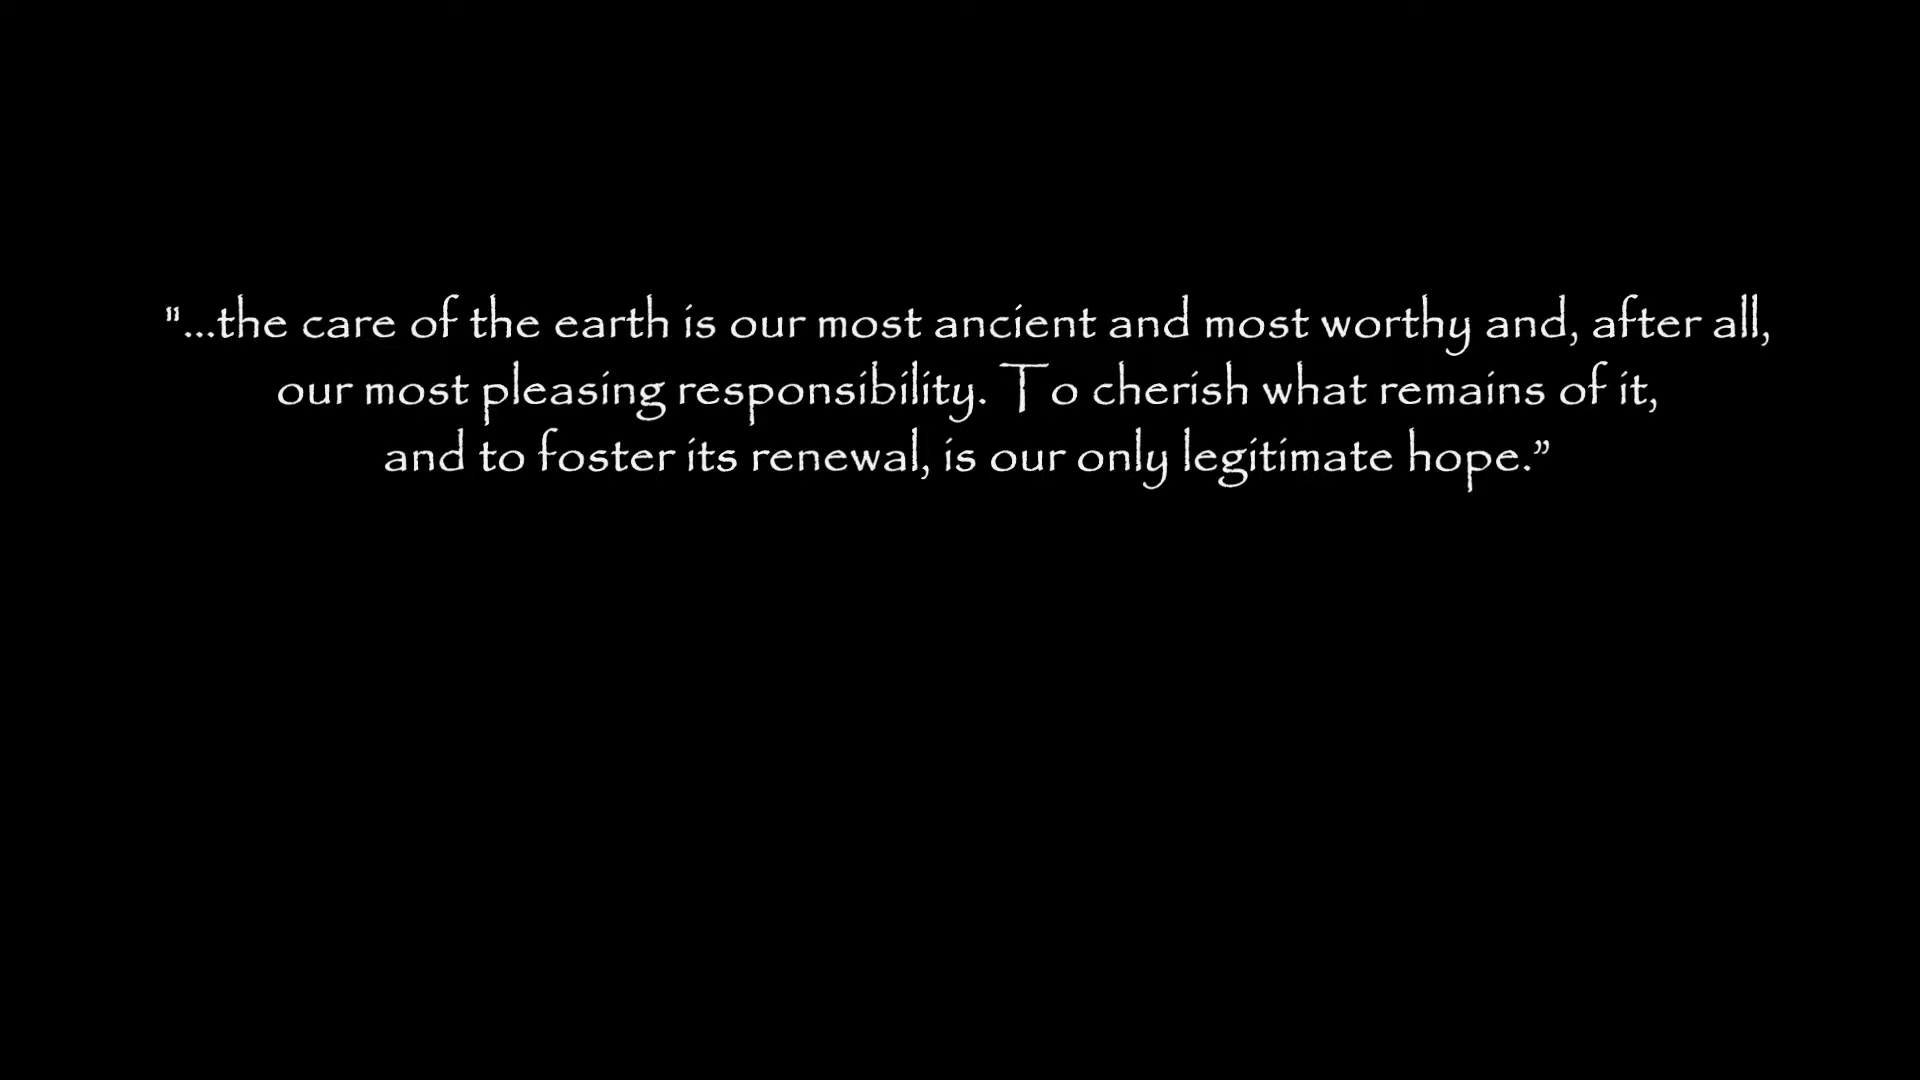 "...the care of the earth is our most ancient and most worthy and, after all,
our most pleasing responsibility. To cherish what remains of it,
and to foster its renewal, is our only legitimate hope.”